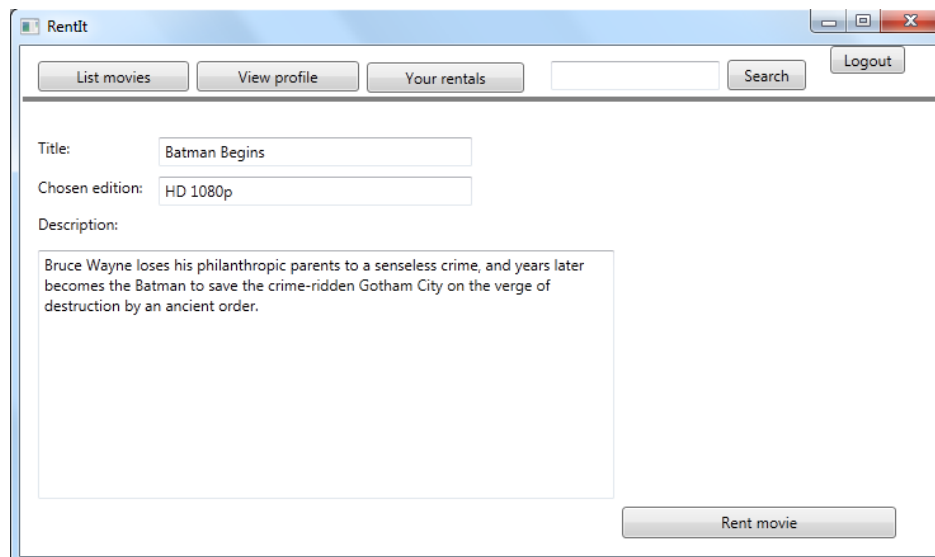 RentIt
List movies View profile Your rentals Search Logout
Title: Batman Begins
Chosen edition: HD 1080p
Description:
Bruce Wayne loses his philanthropic parents to a senseless crime, and years later
becomes the Batman to save the crime-ridden Gotham City on the verge of
destruction by an ancient order.
Rent movie